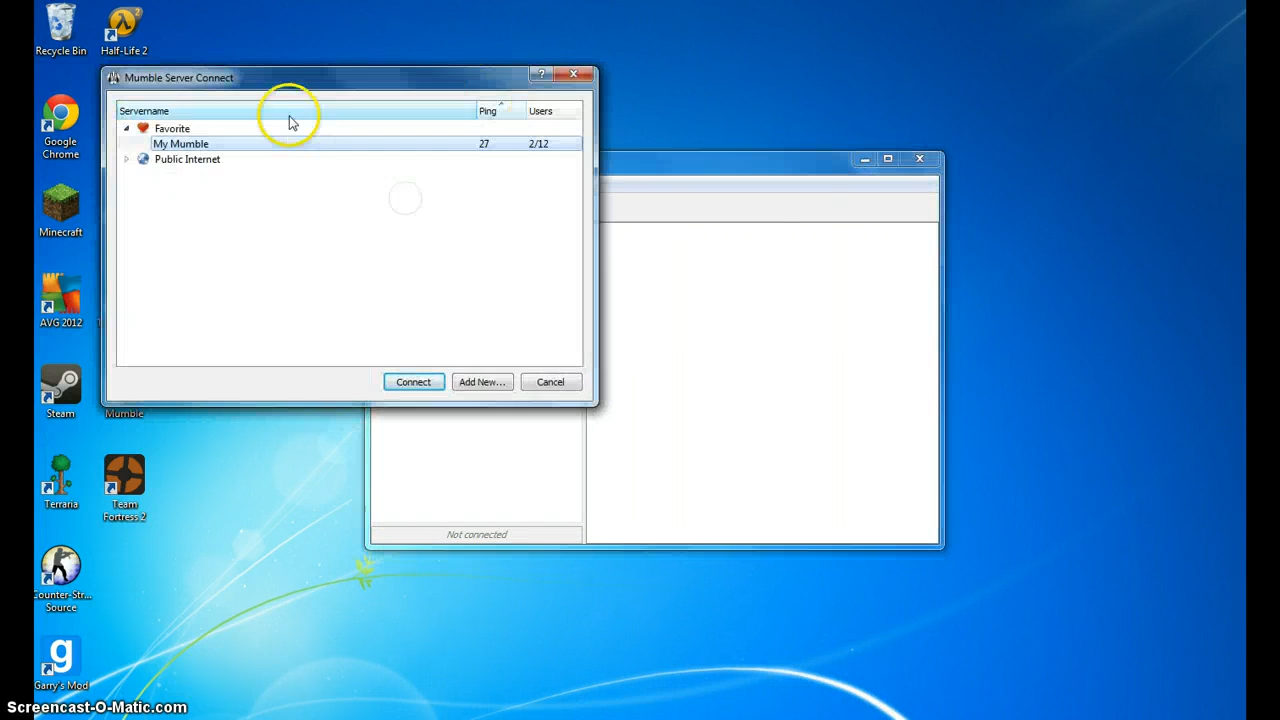 Recycle Bin
Half-Life 2
Google
Chrome
Minecraft
AVG 2012
Steam
Mumble
Terraria
Team
Fortress 2
Counter-Str...
Source
Garry's Mod
Mumble Server Connect
?
Servername Ping Users
Favorite
My Mumble 27 2/12
Public Internet
Connect Add New... Cancel
Not connected
Screencast-O-Matic.com